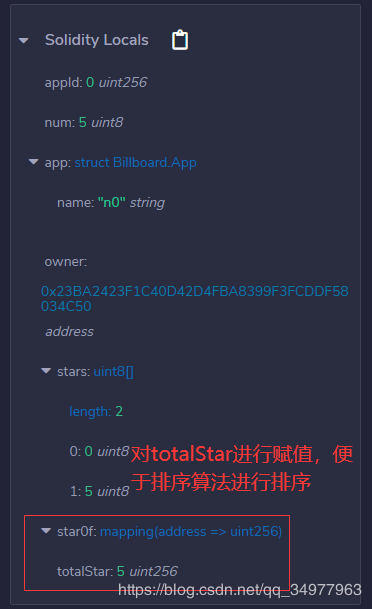 Solidity Locals
appId: 0 uint256
num: 5 uint8
app: struct Billboard.App
name: "n0" string
owner:
0x23BA2423F1C40D42D4FBA8399F3FCDDF58
034C50
address
stars: uint8[]
length: 2
0: 0 uint8
1: 5 uint8
对totalStar进行赋值，便
于排序算法进行排序
starOf: mapping(address => uint256)
totalStar: 5 uint256
https://blog.csdn.net/qq_34977963